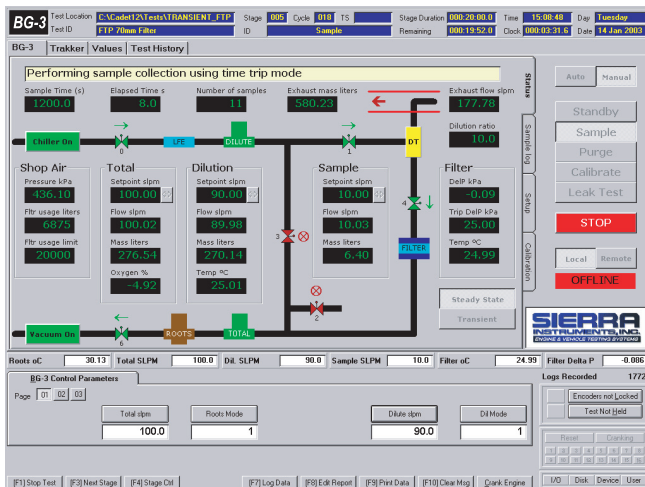 BG-3 Test Location C:\Cadet12\Tests\TRANSIENT_FTP Stage 005 Cycle 018 TS Stage Duration 000:20:00.0 Time 15:08:48 Day Tuesday
Test ID FTP 70mm Filter ID Sample Remaining 000:19:52.0 Clock 000:03:31.6 Date 14 Jan 2003
BG-3 Trakker Values Test History
Performing sample collection using time trip mode
Sample Time (s) Elapsed Time s Number of samples Exhaust mass liters Exhaust flow slpm
1200.0 8.0 11 580.23 177.78
Chiller On 0 LFE DILUTE 1 DT
Dilution ratio
10.0
Shop Air Total Dilution Sample Filter
Pressure kPa Setpoint slpm Setpoint slpm Setpoint slpm DelP kPa
436.10 100.00 90.00 10.00 -0.09
Fltr usage liters Flow slpm Flow slpm Flow slpm Trip DelP kPa
6875 100.02 89.98 10.03 25.00
Fltr usage limit Mass liters Mass liters Mass liters Temp ºC
20000 276.54 270.14 6.40 24.99
Oxygen % Temp ºC
-4.92 25.01
3
4
FILTER
2
Vacuum On 6 ROOTS TOTAL
Steady State
Transient
Status
Sample log
Setup
Calibration
Auto Manual
Standby
Sample
Purge
Calibrate
Leak Test
STOP
Local Remote
OFFLINE
SIERRA
INSTRUMENTS, INC.
ENGINE & VEHICLE TESTING SYSTEMS
Roots oC 30.13 Total SLPM 100.0 Dil. SLPM 90.0 Sample SLPM 10.0 Filter oC 24.99 Filter Delta P -0.086
BG-3 Control Parameters
Page 01 02 03
Total slpm Roots Mode Dilute slpm Dil Mode
100.0 1 90.0 1
Logs Recorded 1772
Encoders not Locked
Test Not Held
Reset Cranking
[F1] Stop Test [F3] Next Stage [F4] Stage Ctrl [F7] Log Data [F8] Edit Report [F9] Print Data [F10] Clear Msg Crank Engine I/O Disk Device User